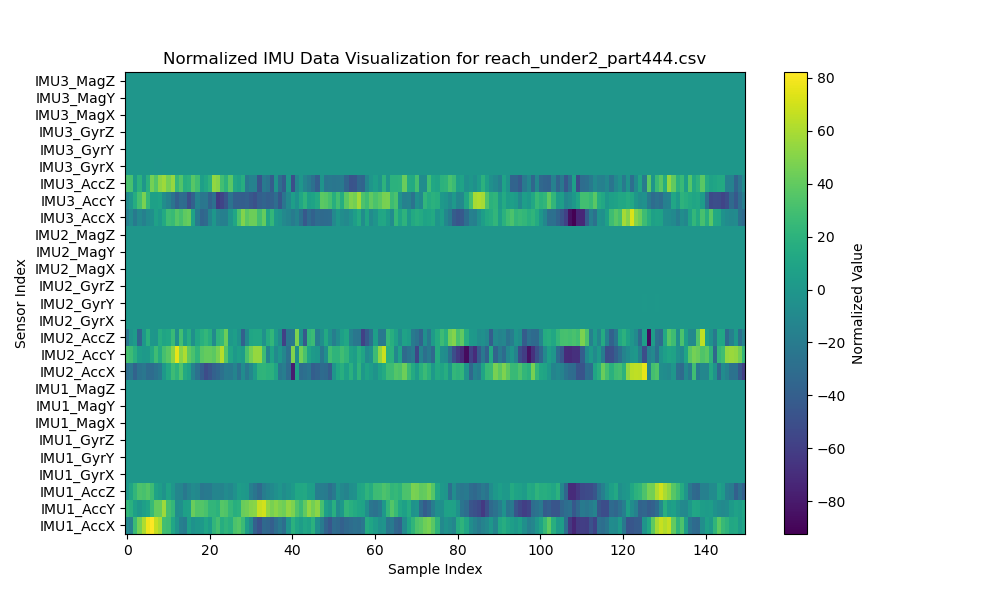 Normalized IMU Data Visualization for reach_under2_part444.csv
IMU3_MagZ
IMU3_MagY
IMU3_MagX
IMU3_GyrZ
IMU3_GyrY
IMU3_GyrX
IMU3_AccZ
IMU3_AccY
IMU3_AccX
IMU2_MagZ
IMU2_MagY
IMU2_MagX
IMU2_GyrZ
IMU2_GyrY
IMU2_GyrX
IMU2_AccZ
IMU2_AccY
IMU2_AccX
IMU1_MagZ
IMU1_MagY
IMU1_MagX
IMU1_GyrZ
IMU1_GyrY
IMU1_GyrX
IMU1_AccZ
IMU1_AccY
IMU1_AccX
Sensor Index
0 20 40 60 80 100 120 140
Sample Index
80
60
40
20
0
−20
−40
−60
−80
Normalized Value